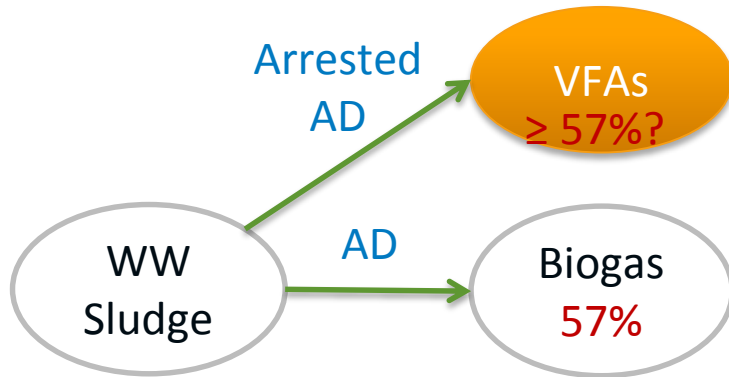 Arrested
AD
VFAs
≥ 57%?
WW
Sludge
AD
Biogas
57%